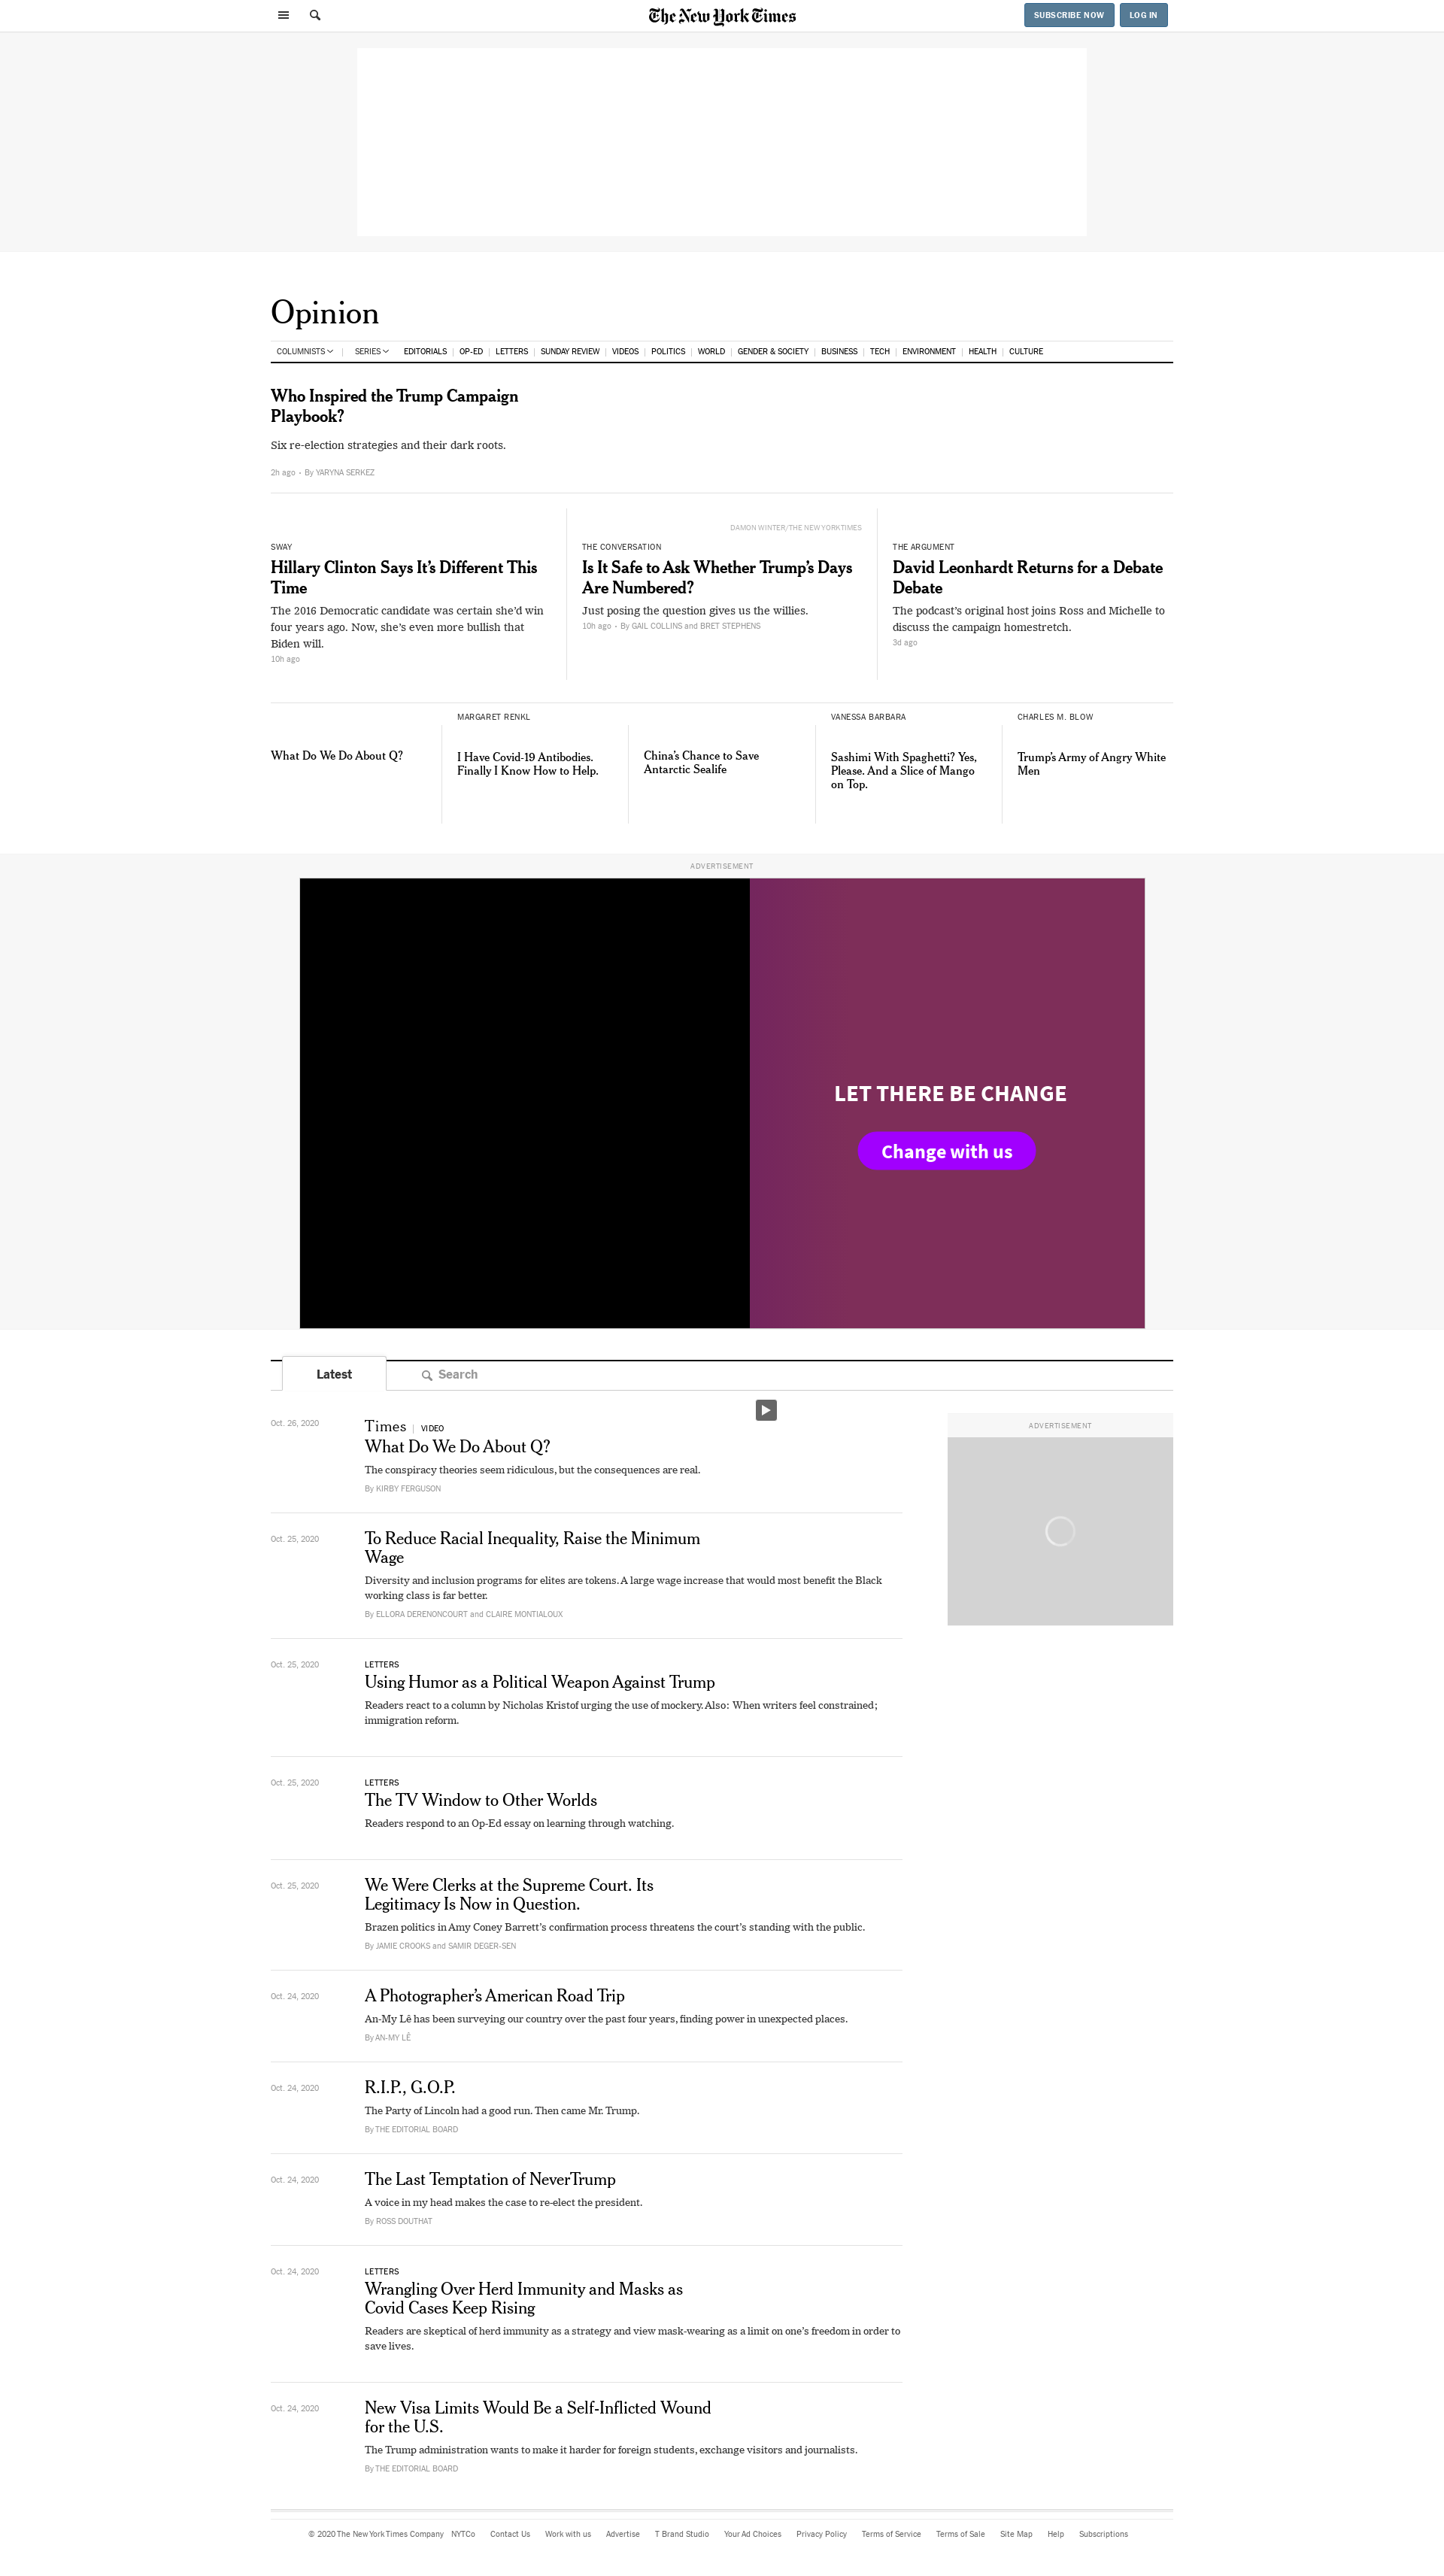 The New York Times
SUBSCRIBE NOW
LOG IN
Opinion
COLUMNISTS
SERIES
EDITORIALS
OP-ED
LETTERS
SUNDAY REVIEW
VIDEOS
POLITICS
WORLD
GENDER & SOCIETY
BUSINESS
TECH
ENVIRONMENT
HEALTH
CULTURE
Who Inspired the Trump Campaign
Playbook?
Six re-election strategies and their dark roots.
2h ago • By YARYNA SERKEZ
SWAY
Hillary Clinton Says It’s Different This
Time
The 2016 Democratic candidate was certain she’d win
four years ago. Now, she’s even more bullish that
Biden will.
10h ago
DAMON WINTER/THE NEW YORK TIMES
THE CONVERSATION
Is It Safe to Ask Whether Trump’s Days
Are Numbered?
Just posing the question gives us the willies.
10h ago • By GAIL COLLINS and BRET STEPHENS
THE ARGUMENT
David Leonhardt Returns for a Debate
Debate
The podcast’s original host joins Ross and Michelle to
discuss the campaign homestretch.
3d ago
What Do We Do About Q?
MARGARET RENKL
I Have Covid-19 Antibodies.
Finally I Know How to Help.
China’s Chance to Save
Antarctic Sealife
VANESSA BARBARA
Sashimi With Spaghetti? Yes,
Please. And a Slice of Mango
on Top.
CHARLES M. BLOW
Trump’s Army of Angry White
Men
ADVERTISEMENT
LET THERE BE CHANGE
Change with us
Latest
Search
Oct. 26, 2020
Times | VIDEO
What Do We Do About Q?
The conspiracy theories seem ridiculous, but the consequences are real.
By KIRBY FERGUSON
ADVERTISEMENT
Oct. 25, 2020
To Reduce Racial Inequality, Raise the Minimum
Wage
Diversity and inclusion programs for elites are tokens. A large wage increase that would most benefit the Black
working class is far better.
By ELLORA DERENONCOURT and CLAIRE MONTIALOUX
Oct. 25, 2020
LETTERS
Using Humor as a Political Weapon Against Trump
Readers react to a column by Nicholas Kristof urging the use of mockery. Also: When writers feel constrained;
immigration reform.
Oct. 25, 2020
LETTERS
The TV Window to Other Worlds
Readers respond to an Op-Ed essay on learning through watching.
Oct. 25, 2020
We Were Clerks at the Supreme Court. Its
Legitimacy Is Now in Question.
Brazen politics in Amy Coney Barrett’s confirmation process threatens the court’s standing with the public.
By JAMIE CROOKS and SAMIR DEGER-SEN
Oct. 24, 2020
A Photographer’s American Road Trip
An-My Lê has been surveying our country over the past four years, finding power in unexpected places.
By AN-MY LÊ
Oct. 24, 2020
R.I.P., G.O.P.
The Party of Lincoln had a good run. Then came Mr. Trump.
By THE EDITORIAL BOARD
Oct. 24, 2020
The Last Temptation of NeverTrump
A voice in my head makes the case to re-elect the president.
By ROSS DOUTHAT
Oct. 24, 2020
LETTERS
Wrangling Over Herd Immunity and Masks as
Covid Cases Keep Rising
Readers are skeptical of herd immunity as a strategy and view mask-wearing as a limit on one’s freedom in order to
save lives.
Oct. 24, 2020
New Visa Limits Would Be a Self-Inflicted Wound
for the U.S.
The Trump administration wants to make it harder for foreign students, exchange visitors and journalists.
By THE EDITORIAL BOARD
© 2020 The New York Times Company
NYTCo
Contact Us
Work with us
Advertise
T Brand Studio
Your Ad Choices
Privacy Policy
Terms of Service
Terms of Sale
Site Map
Help
Subscriptions